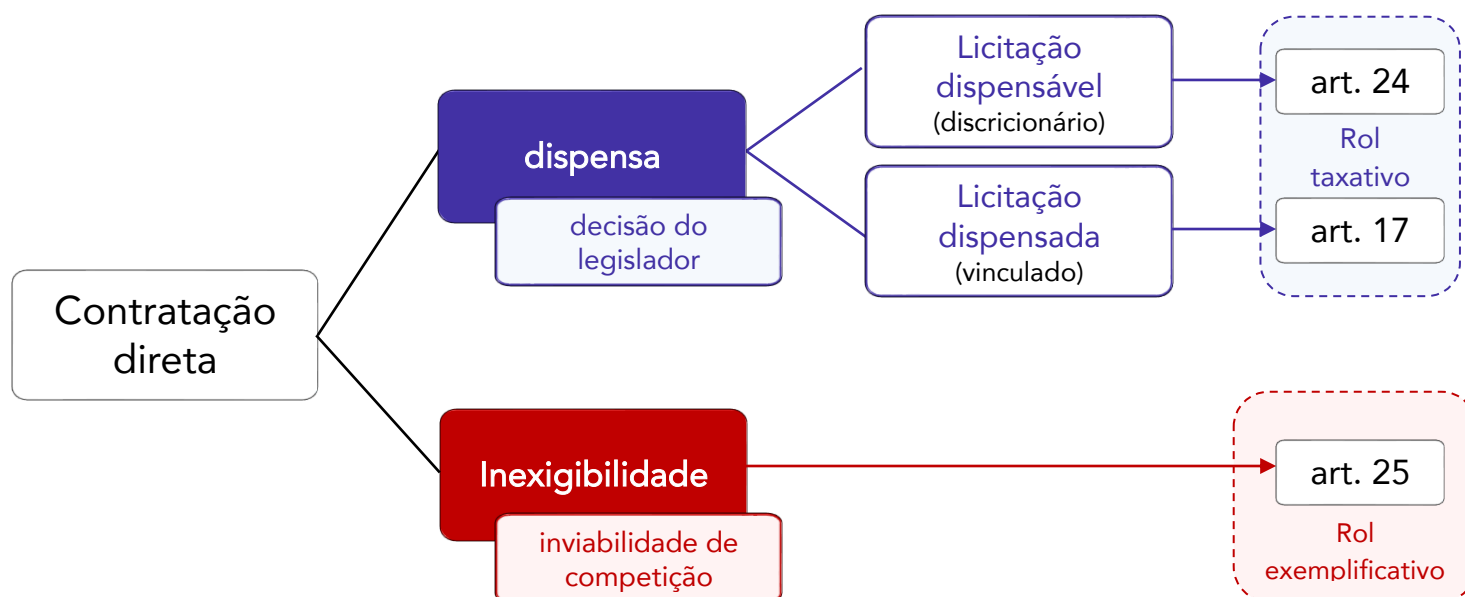 Contratação
direta
dispensa
decisão do
legislador
Licitação
dispensável
(discricionário)
art. 24
Rol
taxativo
Licitação
dispensada
(vinculado)
art. 17
Inexigibilidade
inviabilidade de
competição
art. 25
Rol
exemplificativo